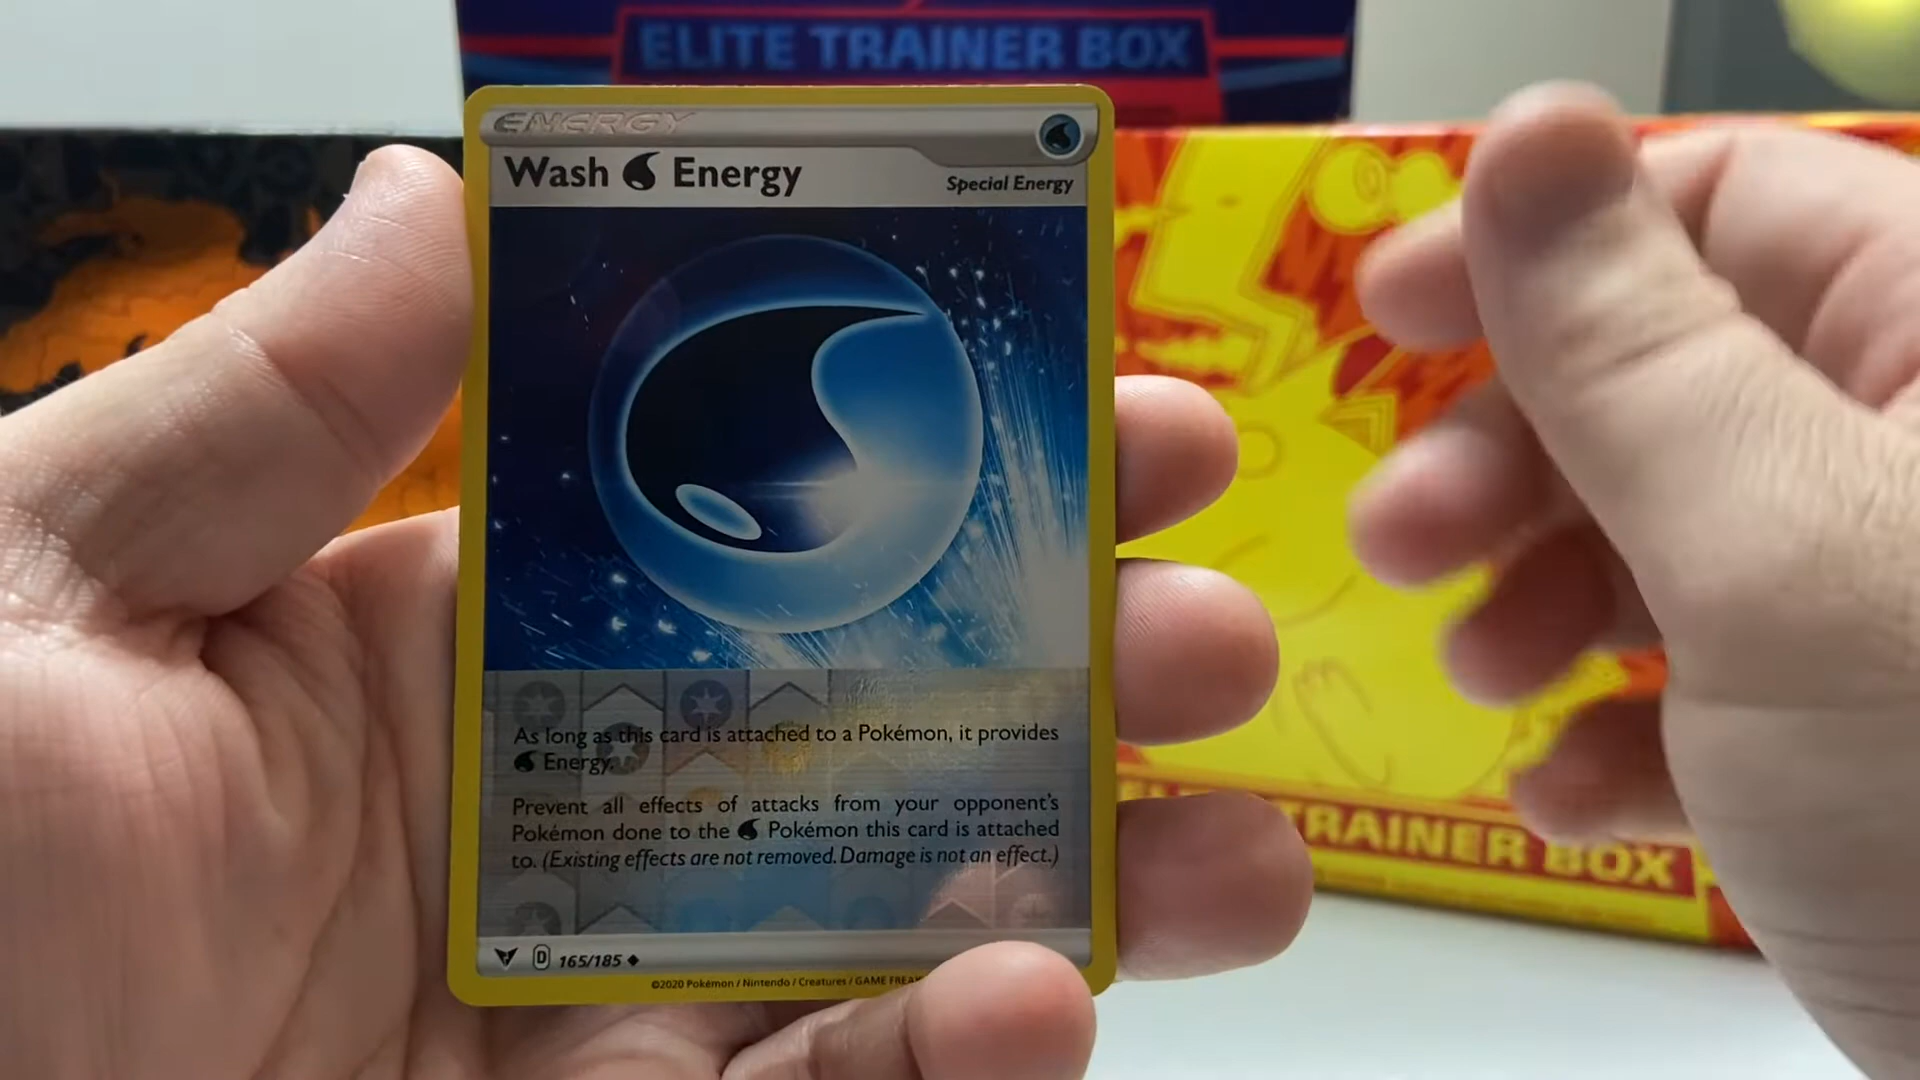 ELITE TRAINER BOX
ENERGY
Wash Energy
Special Energy
As long as this card is attached to a Pokémon, it provides
Energy.
Prevent all effects of attacks from your opponent's
Pokémon done to the Pokémon this card is attached
to. (Existing effects are not removed. Damage is not an effect.)
D 165/185
©2020 Pokémon / Nintendo / Creatures / GAME FREAK
TRAINER BOX